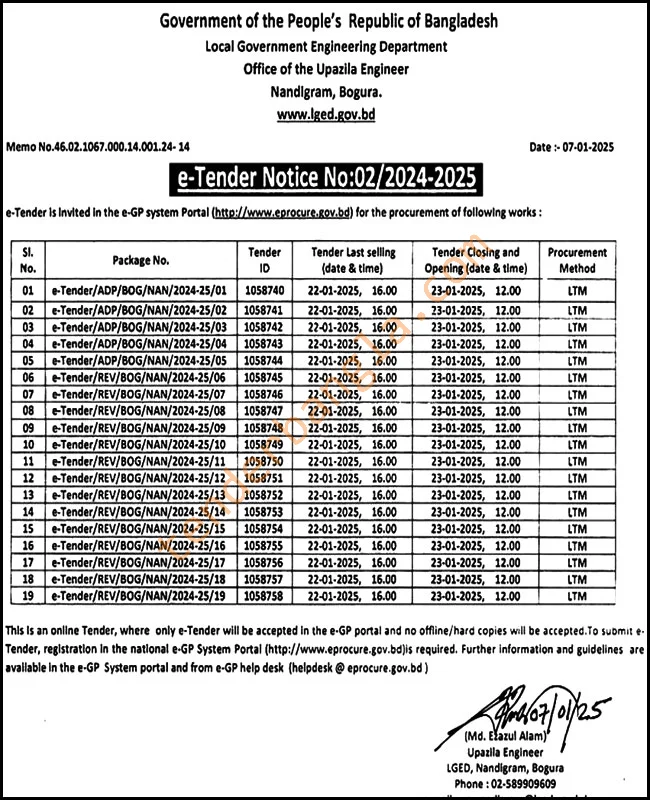 Government of the People's Republic of Bangladesh
Local Government Engineering Department
Office of the Upazila Engineer
Nandigram, Bogura.
www.lged.gov.bd
Memo No.46.02.1067.000.14.001.24- 14 Date :- 07-01-2025
e-Tender Notice No:02/2024-2025
e-Tender is invited in the e-GP system Portal (http://www.eprocure.gov.bd) for the procurement of following works :
Sl. No. Package No. Tender ID Tender Last selling (date & time) Tender Closing and Opening (date & time) Procurement Method
01 e-Tender/ADP/BOG/NAN/2024-25/01 1058740 22-01-2025, 16.00 23-01-2025, 12.00 LTM
02 e-Tender/ADP/BOG/NAN/2024-25/02 1058741 22-01-2025, 16.00 23-01-2025, 12.00 LTM
03 e-Tender/ADP/BOG/NAN/2024-25/03 1058742 22-01-2025, 16.00 23-01-2025, 12.00 LTM
04 e-Tender/ADP/BOG/NAN/2024-25/04 1058743 22-01-2025, 16.00 23-01-2025, 12.00 LTM
05 e-Tender/ADP/BOG/NAN/2024-25/05 1058744 22-01-2025, 16.00 23-01-2025, 12.00 LTM
06 e-Tender/REV/BOG/NAN/2024-25/06 1058745 22-01-2025, 16.00 23-01-2025, 12.00 LTM
07 e-Tender/REV/BOG/NAN/2024-25/07 1058746 22-01-2025, 16.00 23-01-2025, 12.00 LTM
08 e-Tender/REV/BOG/NAN/2024-25/08 1058747 22-01-2025, 16.00 23-01-2025, 12.00 LTM
09 e-Tender/REV/BOG/NAN/2024-25/09 1058748 22-01-2025, 16.00 23-01-2025, 12.00 LTM
10 e-Tender/REV/BOG/NAN/2024-25/10 1058749 22-01-2025, 16.00 23-01-2025, 12.00 LTM
11 e-Tender/REV/BOG/NAN/2024-25/11 1058750 22-01-2025, 16.00 23-01-2025, 12.00 LTM
12 e-Tender/REV/BOG/NAN/2024-25/12 1058751 22-01-2025, 16.00 23-01-2025, 12.00 LTM
13 e-Tender/REV/BOG/NAN/2024-25/13 1058752 22-01-2025, 16.00 23-01-2025, 12.00 LTM
14 e-Tender/REV/BOG/NAN/2024-25/14 1058753 22-01-2025, 16.00 23-01-2025, 12.00 LTM
15 e-Tender/REV/BOG/NAN/2024-25/15 1058754 22-01-2025, 16.00 23-01-2025, 12.00 LTM
16 e-Tender/REV/BOG/NAN/2024-25/16 1058755 22-01-2025, 16.00 23-01-2025, 12.00 LTM
17 e-Tender/REV/BOG/NAN/2024-25/17 1058756 22-01-2025, 16.00 23-01-2025, 12.00 LTM
18 e-Tender/REV/BOG/NAN/2024-25/18 1058757 22-01-2025, 16.00 23-01-2025, 12.00 LTM
19 e-Tender/REV/BOG/NAN/2024-25/19 1058758 22-01-2025, 16.00 23-01-2025, 12.00 LTM
tenderbangla.com
This is an online Tender, where only e-Tender will be accepted in the e-GP portal and no offline/hard copies will be accepted.To submit e-
Tender, registration in the national e-GP System Portal (http://www.eprocure.gov.bd)is required. Further information and guidelines are
available in the e-GP System portal and from e-GP help desk (helpdesk @ eprocure.gov.bd )
07/01/25
(Md. Ezazul Alam)
Upazila Engineer
LGED, Nandigram, Bogura
Phone : 02-589909609